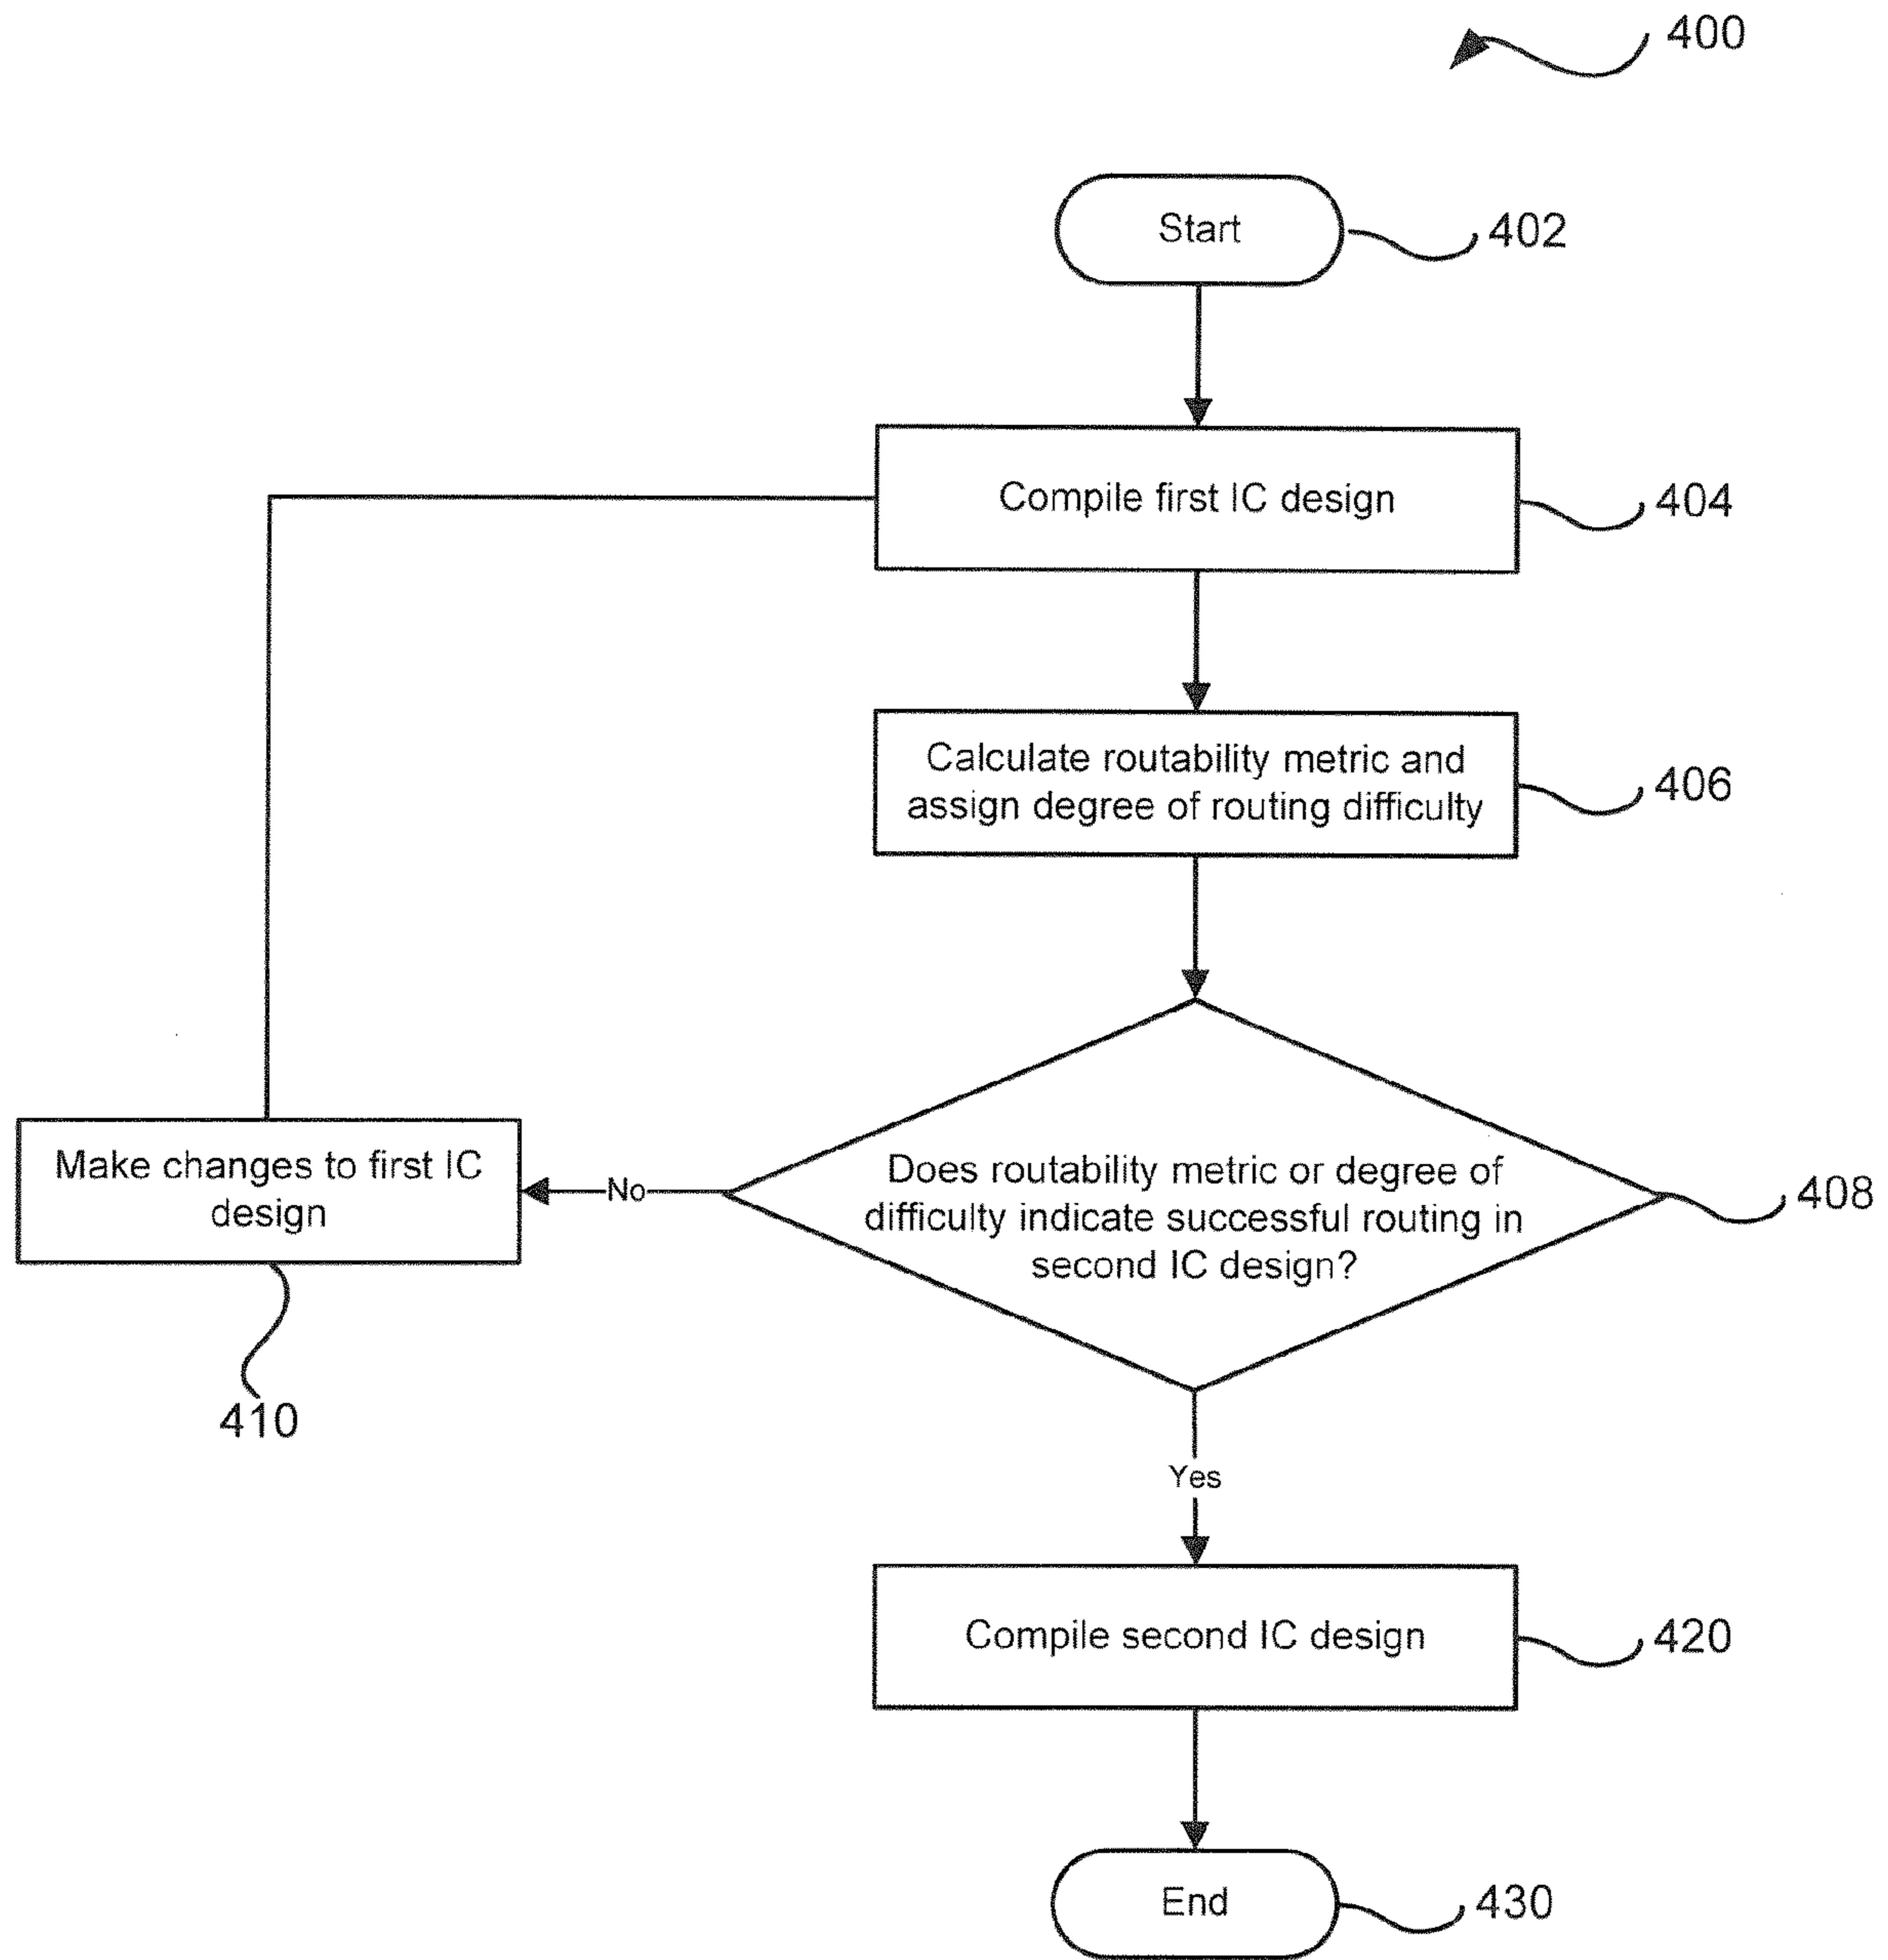 400
Start
402
Compile first IC design
404
Calculate routability metric and
assign degree of routing difficulty
406
Does routability metric or degree of
difficulty indicate successful routing in
second IC design?
408
No
Make changes to first IC
design
410
Yes
Compile second IC design
420
End
430